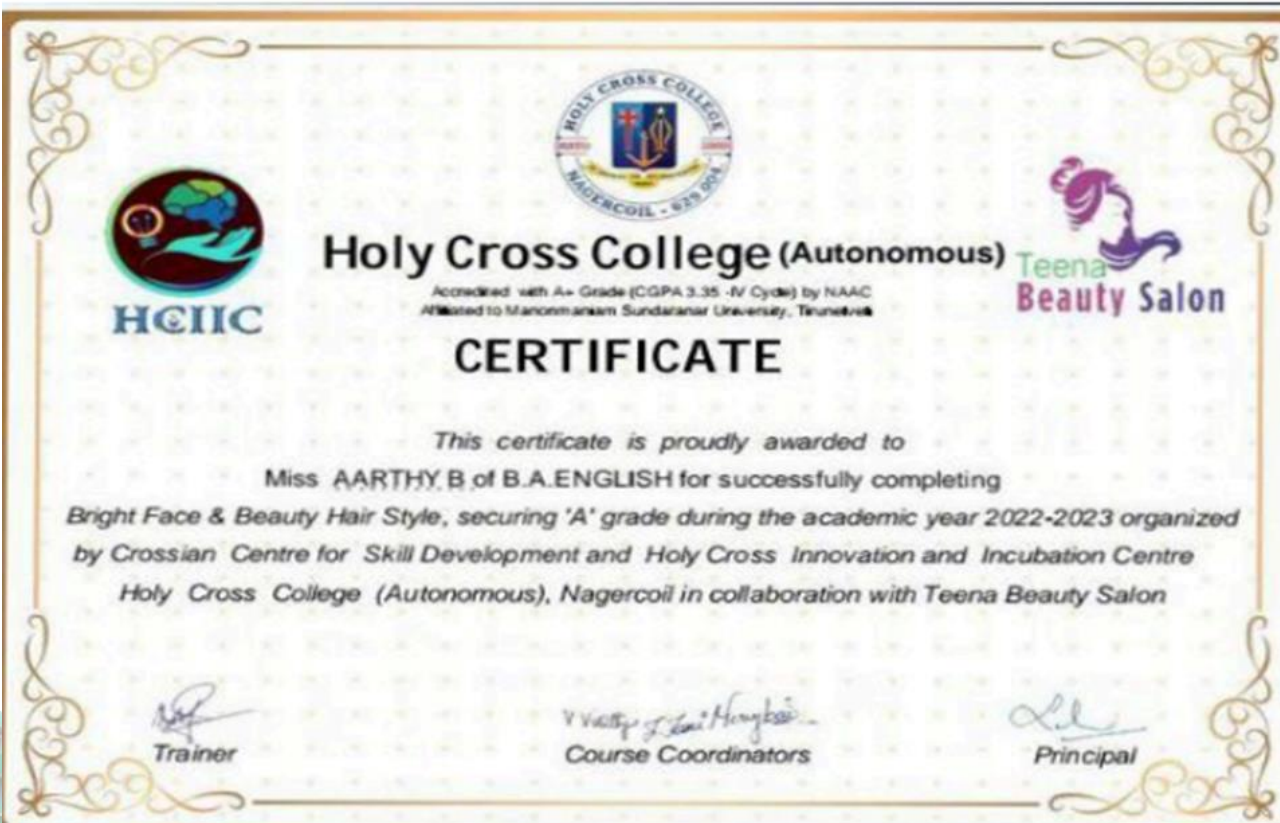 HOLY CROSS COLLEGE
NAGERCOIL - 629 004
HCIIC
Teena
Beauty Salon
Holy Cross College (Autonomous)
Accredited with A+ Grade (CGPA 3.35 -IV Cycle) by NAAC
Affiliated to Manonmaniam Sundaranar University, Tirunelveli
CERTIFICATE
This certificate is proudly awarded to
Miss AARTHY B of B.A.ENGLISH for successfully completing
Bright Face & Beauty Hair Style, securing 'A' grade during the academic year 2022-2023 organized
by Crossian Centre for Skill Development and Holy Cross Innovation and Incubation Centre
Holy Cross College (Autonomous), Nagercoil in collaboration with Teena Beauty Salon
Trainer
Course Coordinators
Principal